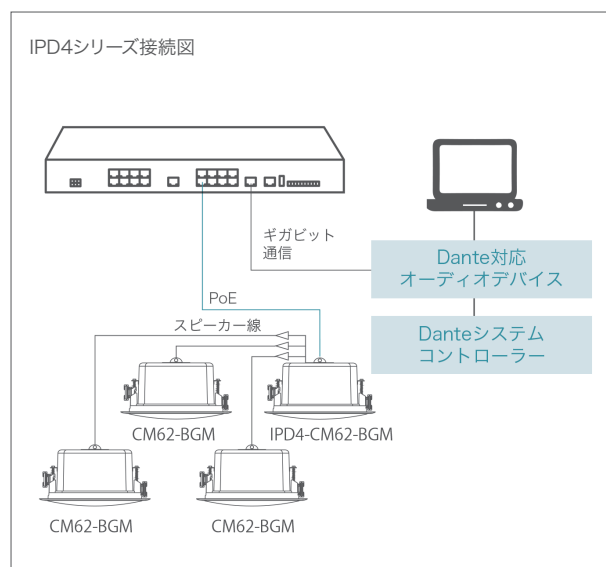 IPD4シリーズ接続図
ギガビット
通信
Dante対応
オーディオデバイス
PoE
スピーカー線
Danteシステム
コントローラー
CM62-BGM
IPD4-CM62-BGM
CM62-BGM
CM62-BGM